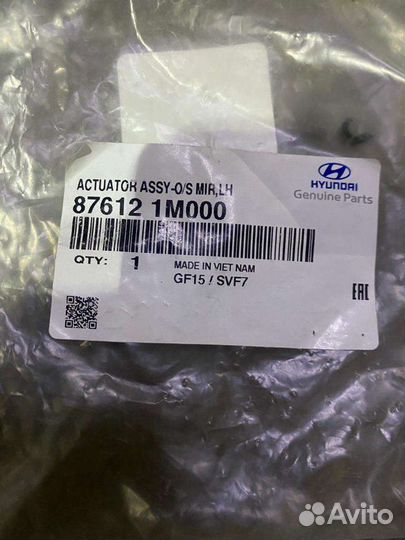 HYUNDAI
Genuine Parts
ACTUATOR ASSY-O/S MIR,LH
87612 1M000
QTY: 1
MADE IN VIET NAM
GF15 / SVF7
EAC
Avito